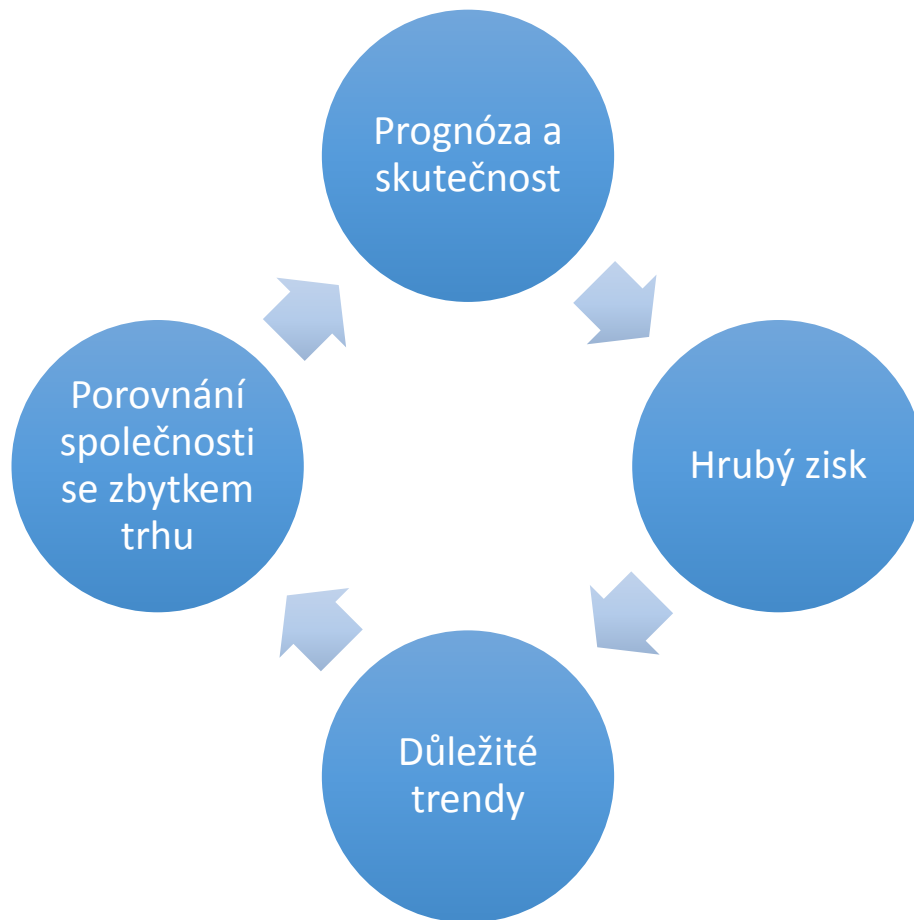 Prognóza a
skutečnost
Hrubý zisk
Důležité
trendy
Porovnání
společnosti
se zbytkem
trhu